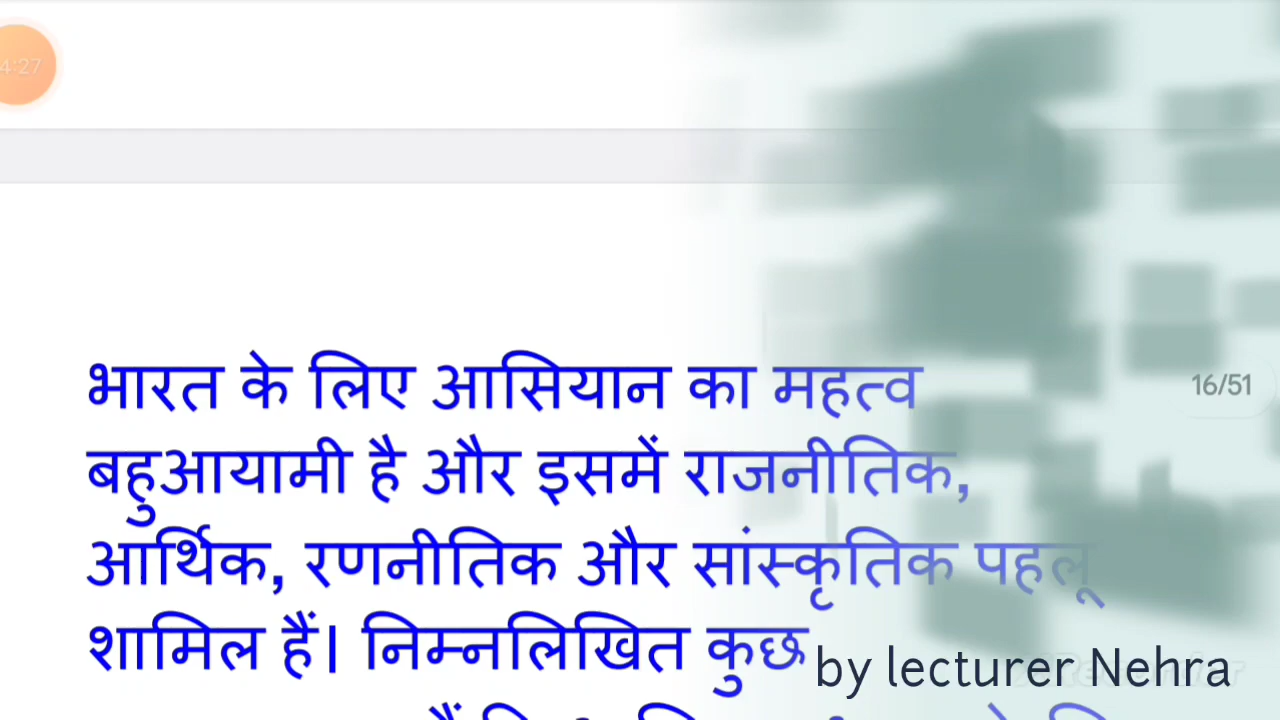 4:27
भारत के लिए आसियान का महत्व
16/51
बहुआयामी है और इसमें राजनीतिक,
आर्थिक, रणनीतिक और सांस्कृतिक पहलू
शामिल हैं। निम्नलिखित कुछ
by lecturer Nehra